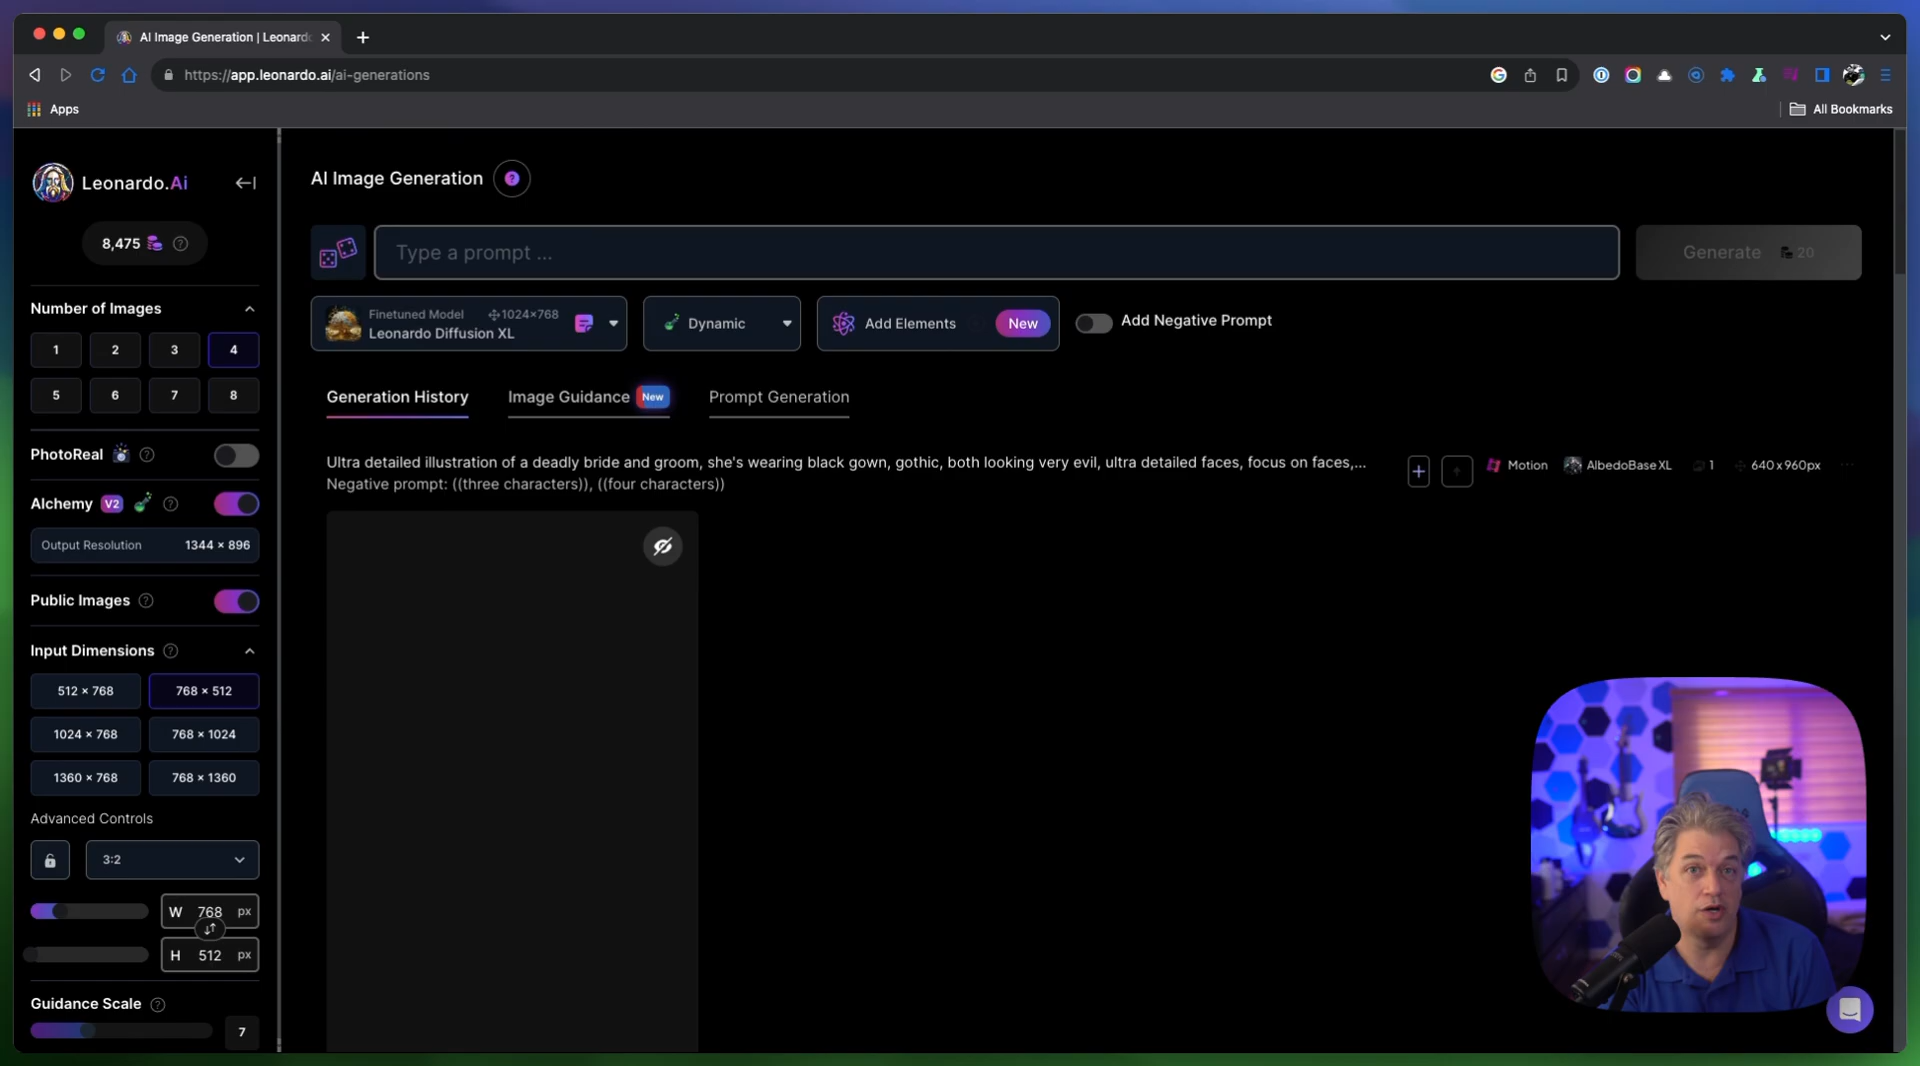 AI Image Generation | Leonard
https://app.leonardo.ai/ai-generations
Apps
All Bookmarks
Leonardo.Ai
8,475
Number of Images
1 2 3 4
5 6 7 8
PhotoReal
Alchemy V2
Output Resolution 1344 × 896
Public Images
Input Dimensions
512 × 768 768 × 512
1024 × 768 768 × 1024
1360 × 768 768 × 1360
Advanced Controls
3:2
W 768 px
H 512 px
Guidance Scale
7
AI Image Generation
Type a prompt ...
Generate 20
Finetuned Model 1024×768
Leonardo Diffusion XL
Dynamic
Add Elements New
Add Negative Prompt
Generation History Image Guidance New Prompt Generation
Ultra detailed illustration of a deadly bride and groom, she's wearing black gown, gothic, both looking very evil, ultra detailed faces, focus on faces,...
Negative prompt: ((three characters)), ((four characters))
Motion AlbedoBase XL 1 640 x 960px